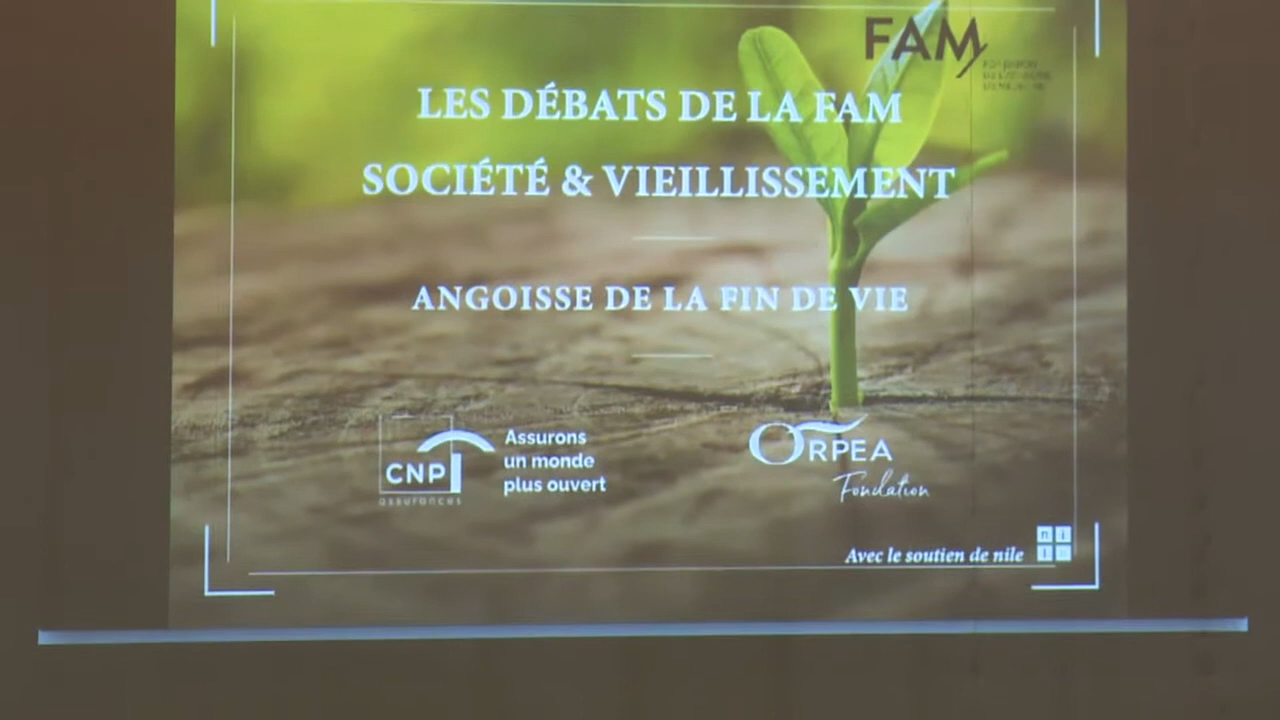 FAM
LES DÉBATS DE LA FAM
SOCIÉTÉ & VIEILLISSEMENT
ANGOISSE DE LA FIN DE VIE
CNP
assurances
Assurons
un monde
plus ouvert
ORPEA
Fondation
Avec le soutien de nile